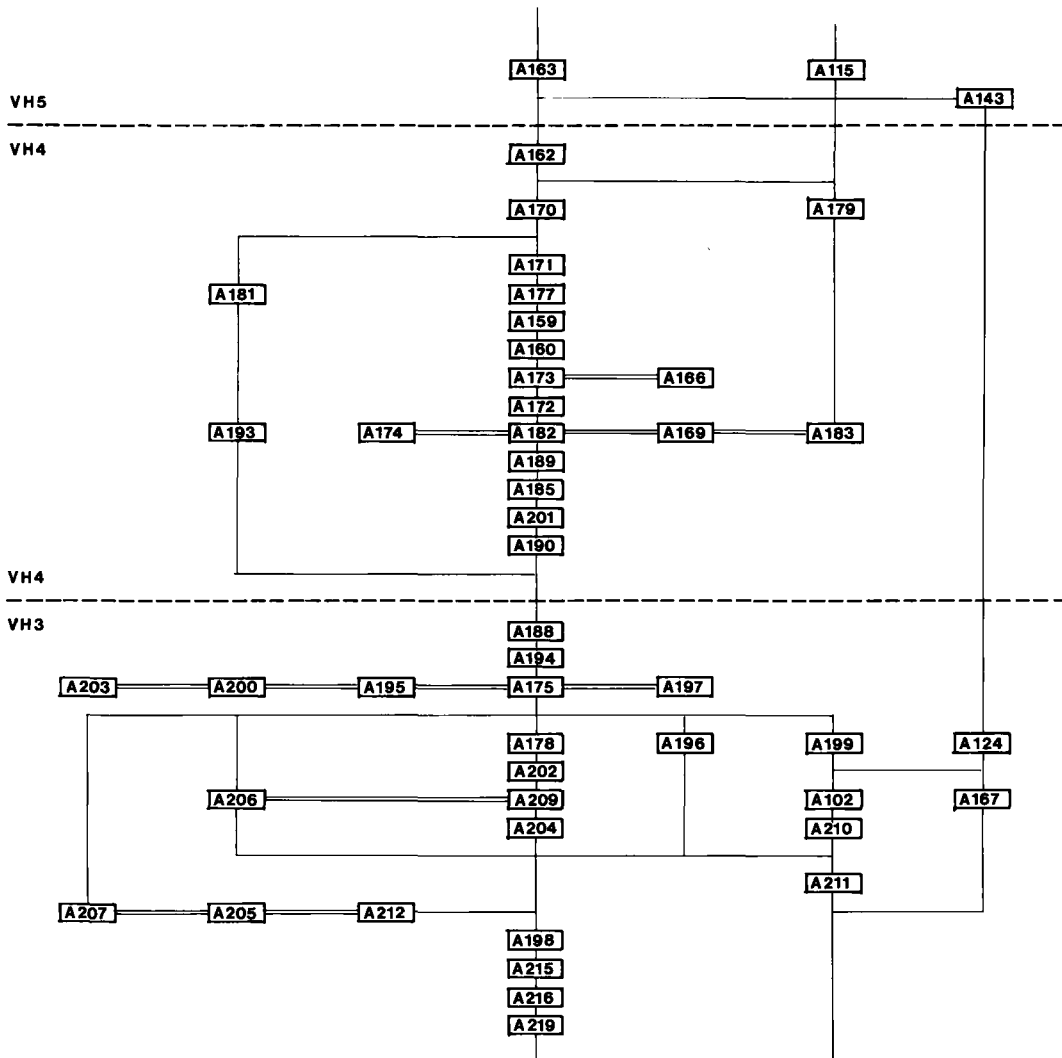 A163 A115
VH5 A143
VH4 A162
A170 A179
A171
A181 A177
A159
A160
A173 A166
A172
A193 A174 A182 A169 A183
A189
A185
A201
A190
VH4
VH3 A188
A194
A203 A200 A195 A175 A197
A178 A196 A199 A124
A202
A206 A209 A102 A167
A204 A210
A211
A207 A205 A212
A198
A215
A216
A219